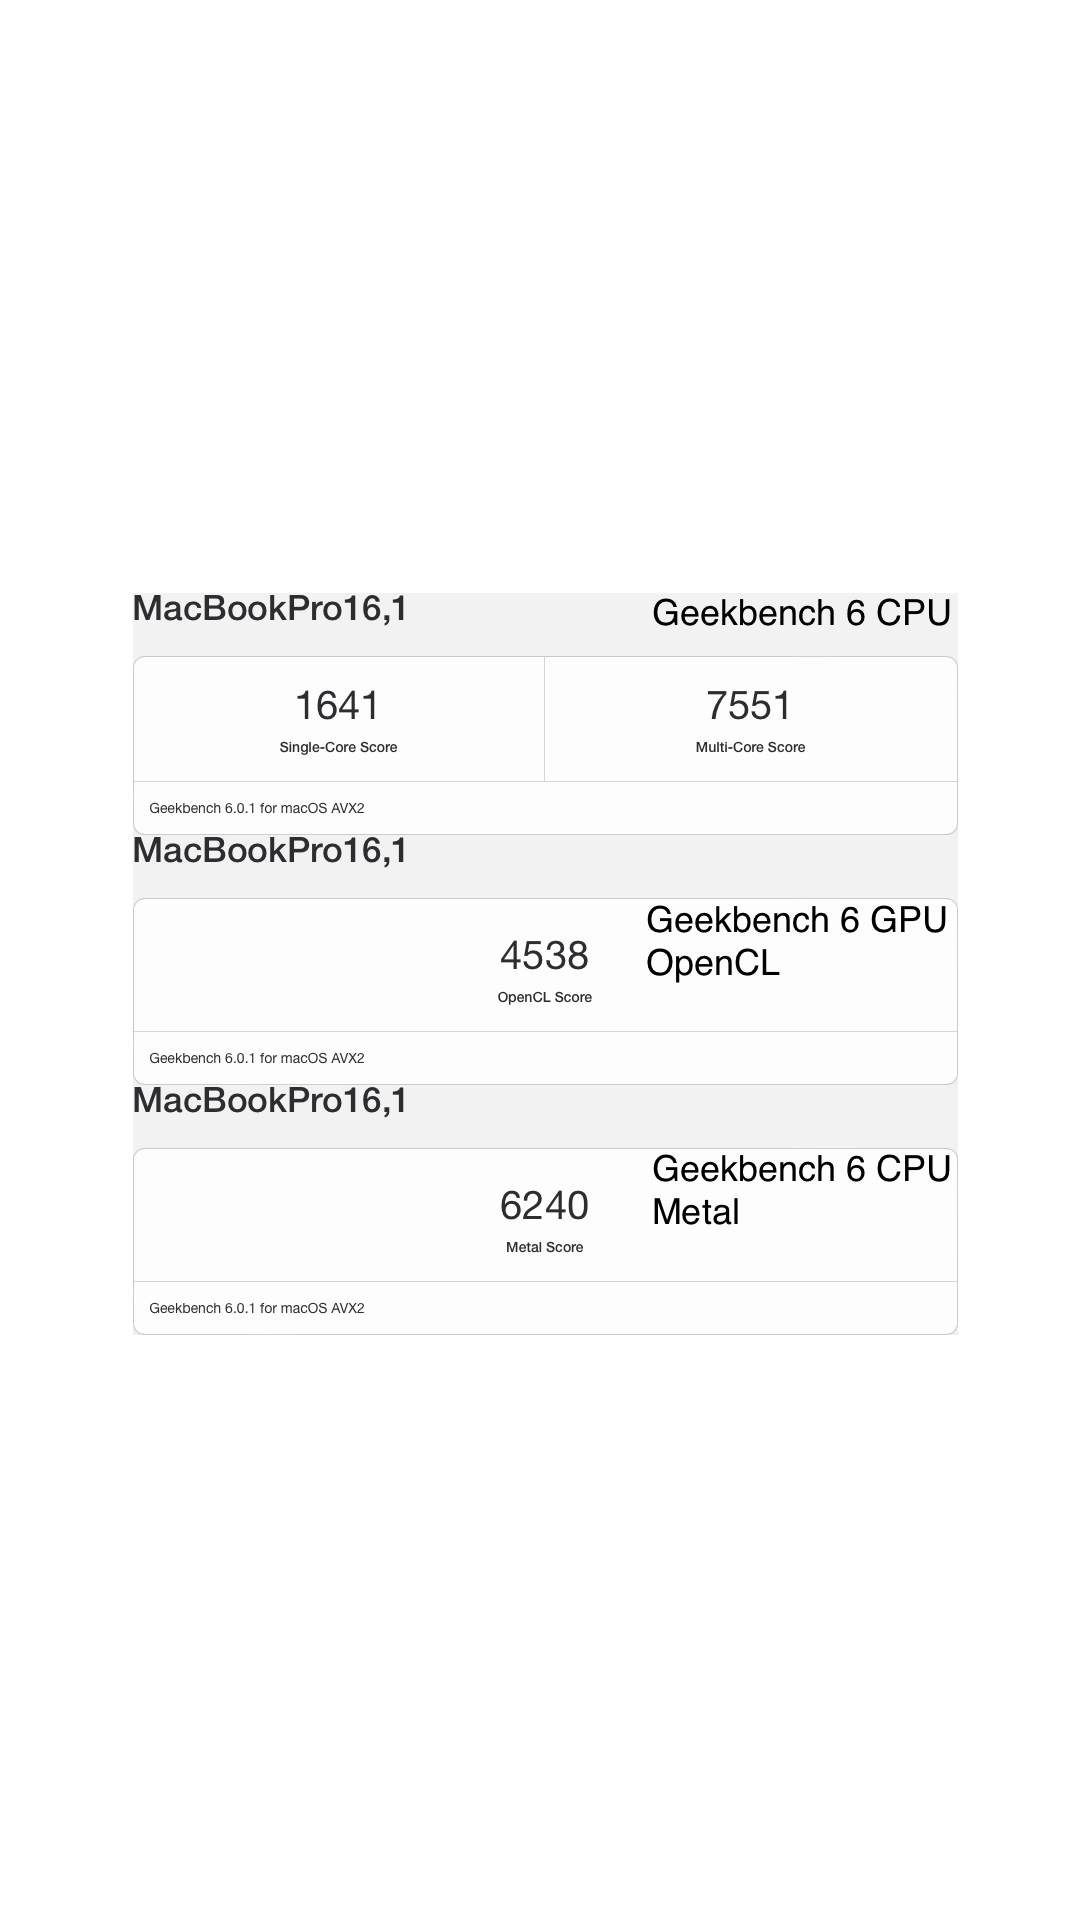 MacBookPro16,1
Geekbench 6 CPU
1641
7551
Single-Core Score
Multi-Core Score
Geekbench 6.0.1 for macOS AVX2
MacBookPro16,1
Geekbench 6 GPU
OpenCL
4538
OpenCL Score
Geekbench 6.0.1 for macOS AVX2
MacBookPro16,1
Geekbench 6 CPU
Metal
6240
Metal Score
Geekbench 6.0.1 for macOS AVX2